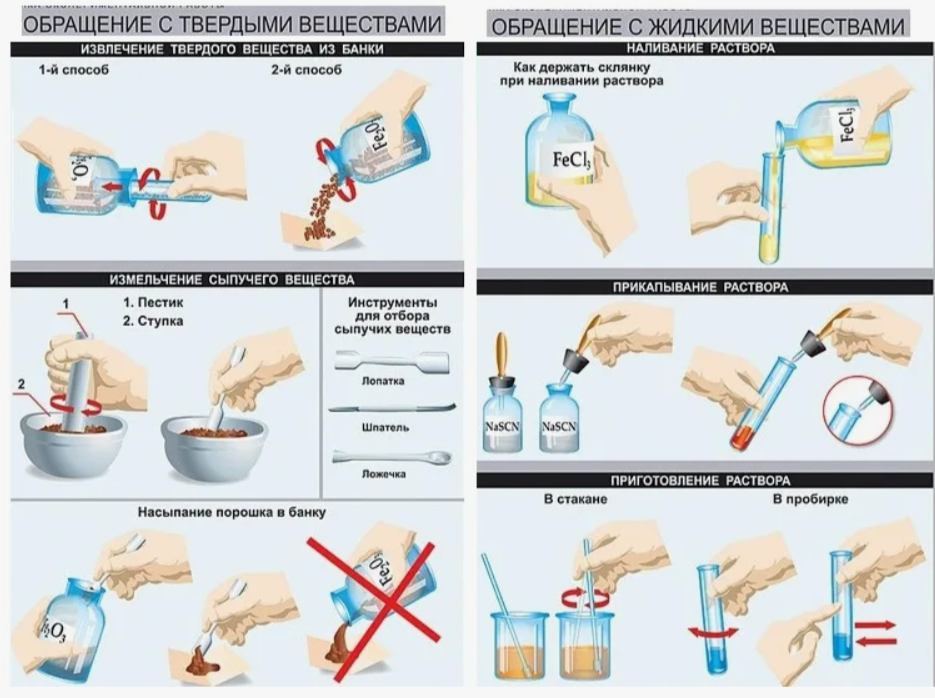 ОБРАЩЕНИЕ С ТВЕРДЫМИ ВЕЩЕСТВАМИ
ИЗВЛЕЧЕНИЕ ТВЕРДОГО ВЕЩЕСТВА ИЗ БАНКИ
1-й способ
2-й способ
Fe₂O₃
ИЗМЕЛЬЧЕНИЕ СЫПУЧЕГО ВЕЩЕСТВА
1
2
1. Пестик
2. Ступка
Инструменты
для отбора
сыпучих веществ
Лопатка
Шпатель
Ложечка
Насыпание порошка в банку
₂O₃
Fe₂O₃
ОБРАЩЕНИЕ С ЖИДКИМИ ВЕЩЕСТВАМИ
НАЛИВАНИЕ РАСТВОРА
Как держать склянку
при наливании раствора
FeCl₃
FeCl₃
ПРИКАПЫВАНИЕ РАСТВОРА
NaSCN
NaSCN
ПРИГОТОВЛЕНИЕ РАСТВОРА
В стакане
В пробирке